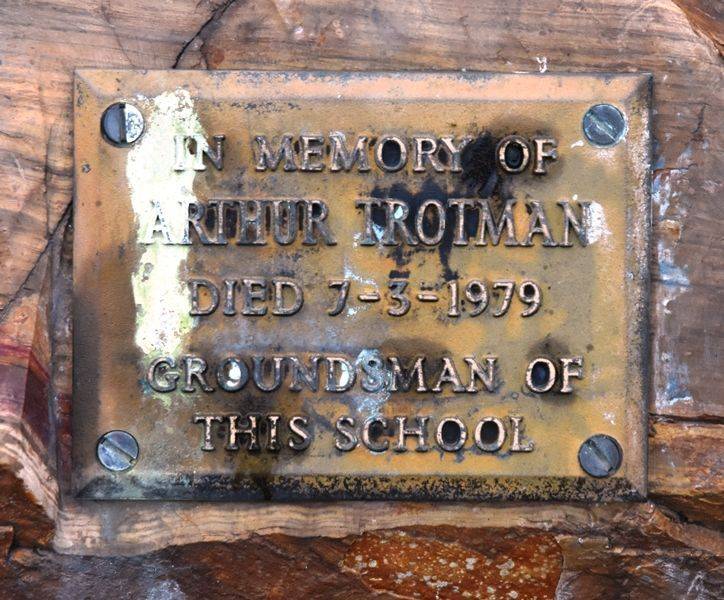 IN MEMORY OF
ARTHUR TROTMAN
DIED 7-3-1979
GROUNDSMAN OF
THIS SCHOOL